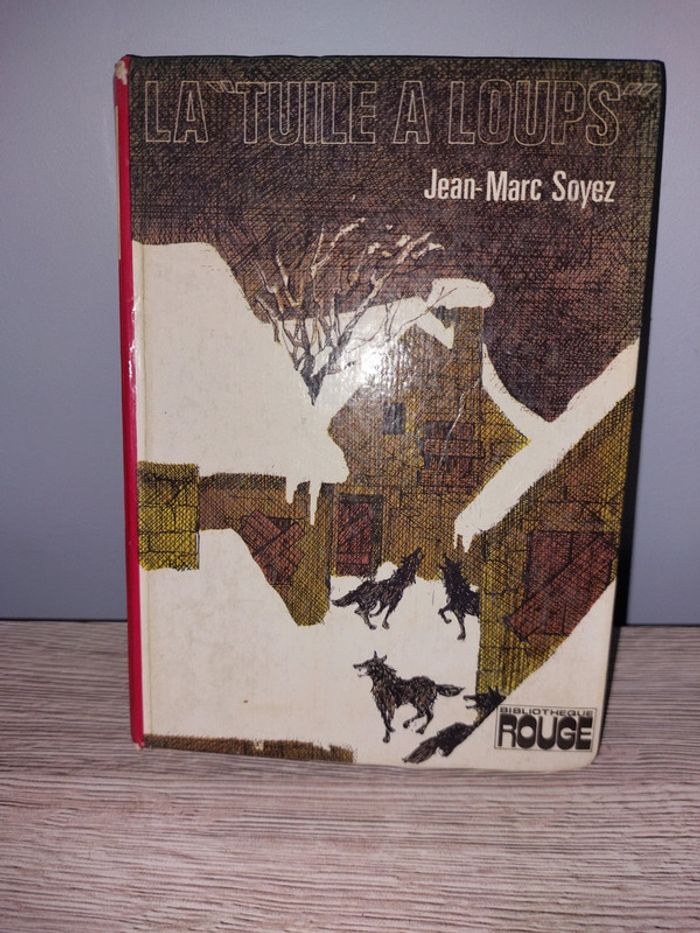 LA "TUILE A LOUPS"
Jean-Marc Soyez
BIBLIOTHEQUE
ROUGE